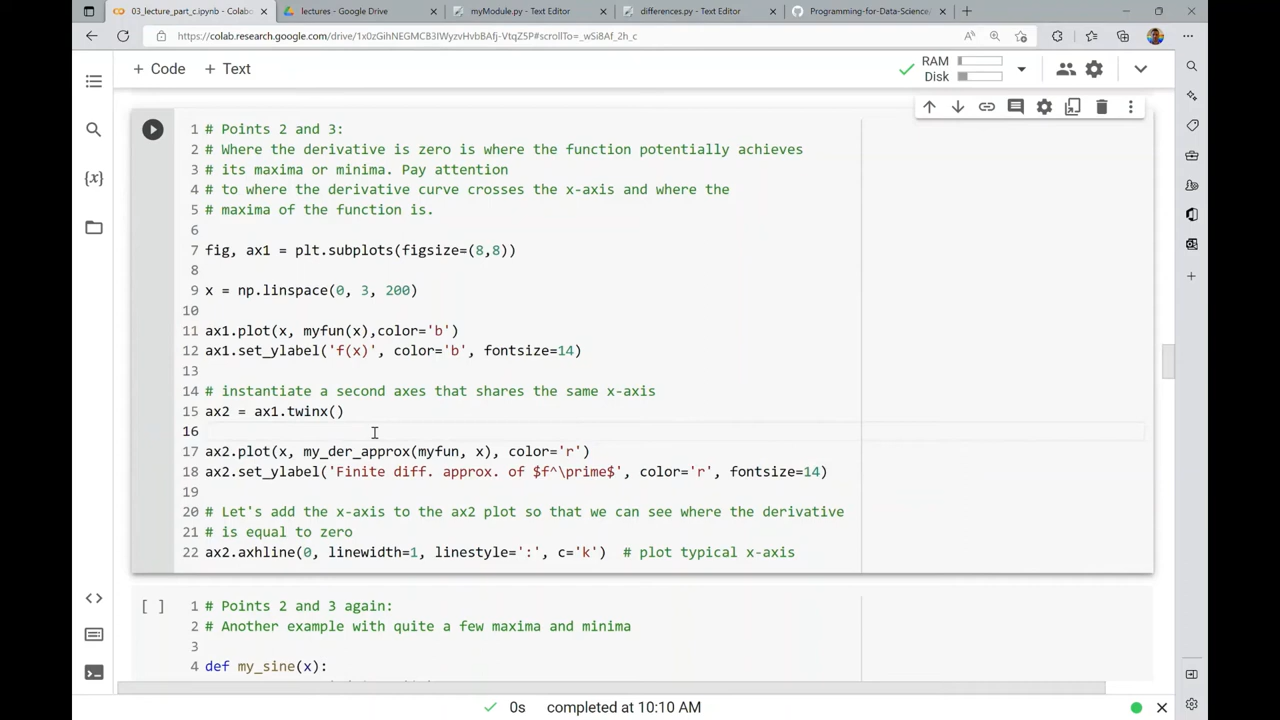 03_lecture_part_c.ipynb - Colabo
lectures - Google Drive
myModule.py - Text Editor
differences.py - Text Editor
Programming-for-Data-Science/
https://colab.research.google.com/drive/1x0zGihNEGMCB3IWyzvHvbBAfj-VtqZ5P#scrollTo=_wSi8Af_2h_c
+ Code + Text
RAM
Disk
1 # Points 2 and 3:
2 # Where the derivative is zero is where the function potentially achieves
3 # its maxima or minima. Pay attention
4 # to where the derivative curve crosses the x-axis and where the
5 # maxima of the function is.
6
7 fig, ax1 = plt.subplots(figsize=(8,8))
8
9 x = np.linspace(0, 3, 200)
10
11 ax1.plot(x, myfun(x),color='b')
12 ax1.set_ylabel('f(x)', color='b', fontsize=14)
13
14 # instantiate a second axes that shares the same x-axis
15 ax2 = ax1.twinx()
16
17 ax2.plot(x, my_der_approx(myfun, x), color='r')
18 ax2.set_ylabel('Finite diff. approx. of $f^\prime$', color='r', fontsize=14)
19
20 # Let's add the x-axis to the ax2 plot so that we can see where the derivative
21 # is equal to zero
22 ax2.axhline(0, linewidth=1, linestyle=':', c='k')  # plot typical x-axis
[ ] 1 # Points 2 and 3 again:
2 # Another example with quite a few maxima and minima
3
4 def my_sine(x):
0s completed at 10:10 AM